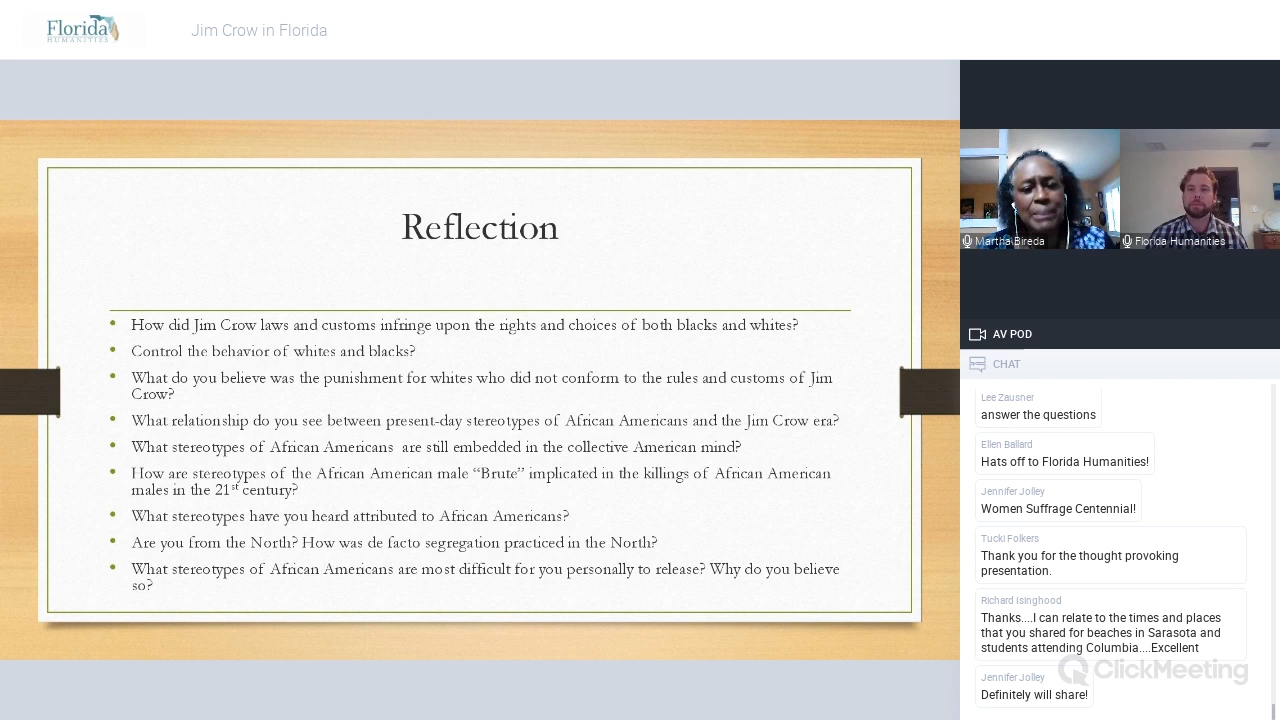 Florida
HUMANITIES
Jim Crow in Florida
Reflection
• How did Jim Crow laws and customs infringe upon the rights and choices of both blacks and whites?
• Control the behavior of whites and blacks?
• What do you believe was the punishment for whites who did not conform to the rules and customs of Jim
Crow?
• What relationship do you see between present-day stereotypes of African Americans and the Jim Crow era?
• What stereotypes of African Americans are still embedded in the collective American mind?
• How are stereotypes of the African American male “Brute” implicated in the killings of African American
males in the 21st century?
• What stereotypes have you heard attributed to African Americans?
• Are you from the North? How was de facto segregation practiced in the North?
• What stereotypes of African Americans are most difficult for you personally to release? Why do you believe
so?
Martha Bireda
Florida Humanities
AV POD
CHAT
Lee Zausner
answer the questions
Ellen Ballard
Hats off to Florida Humanities!
Jennifer Jolley
Women Suffrage Centennial!
Tucki Folkers
Thank you for the thought provoking
presentation.
Richard Isinghood
Thanks....I can relate to the times and places
that you shared for beaches in Sarasota and
students attending Columbia....Excellent
Jennifer Jolley
Definitely will share!
ClickMeeting